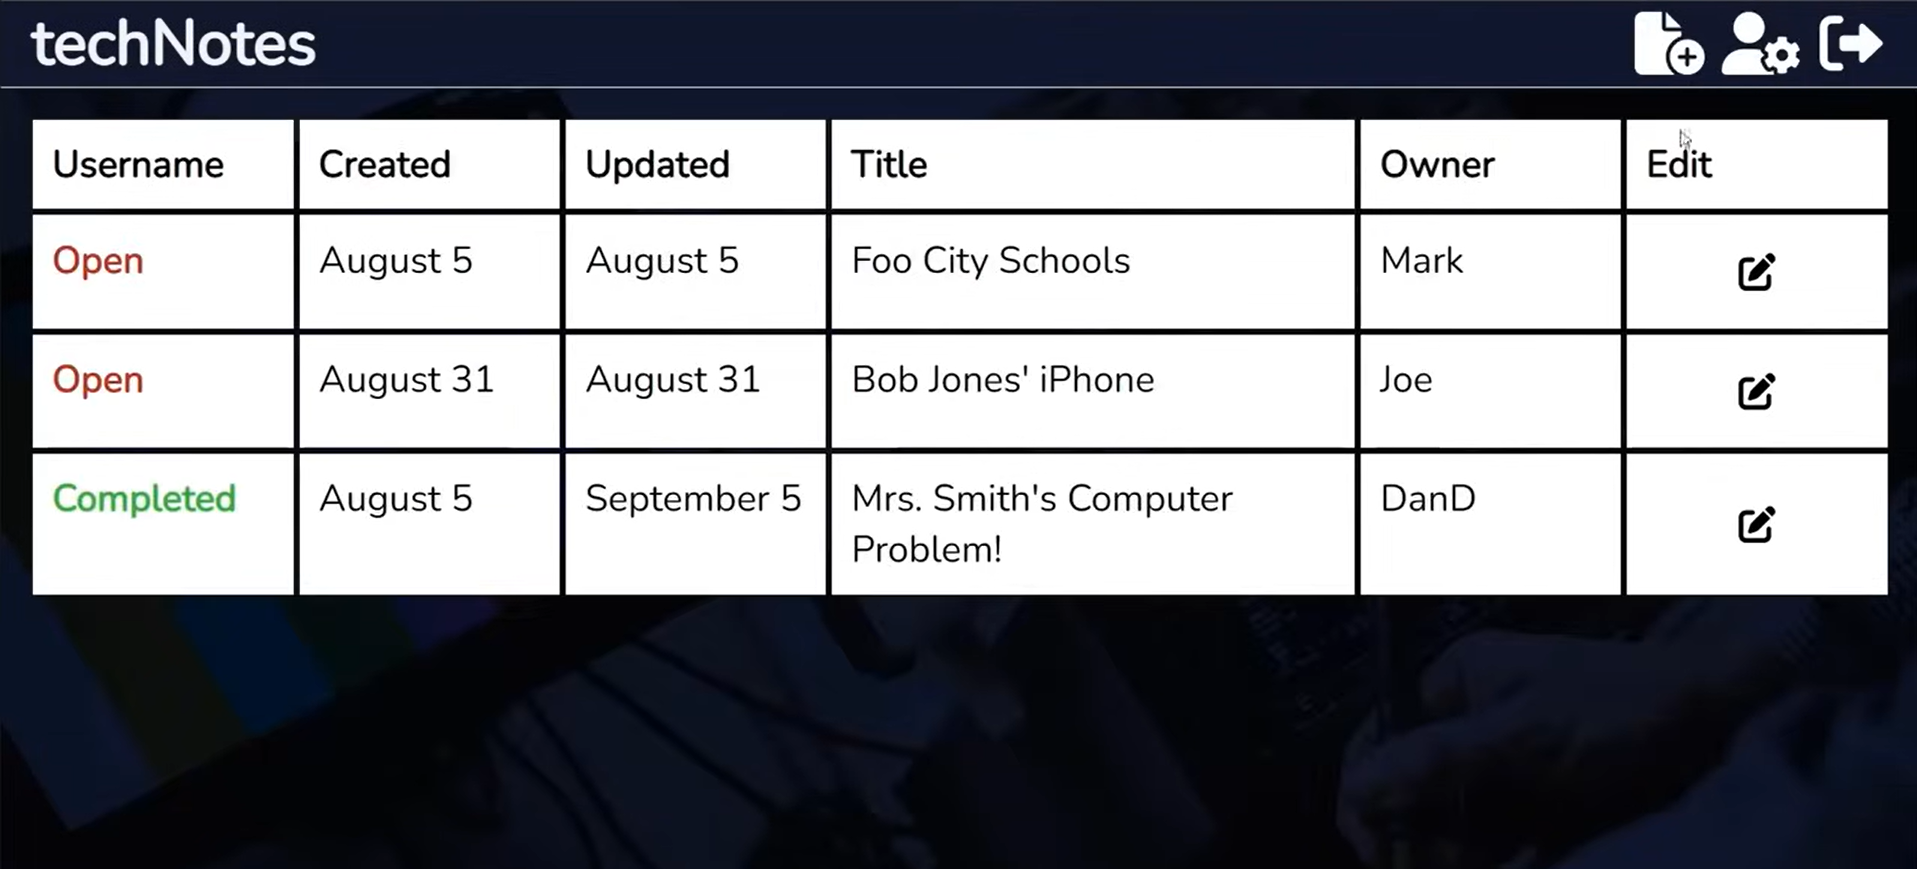 techNotes
Username Created Updated Title Owner Edit
Open August 5 August 5 Foo City Schools Mark
Open August 31 August 31 Bob Jones' iPhone Joe
Completed August 5 September 5 Mrs. Smith's Computer DanD
Problem!